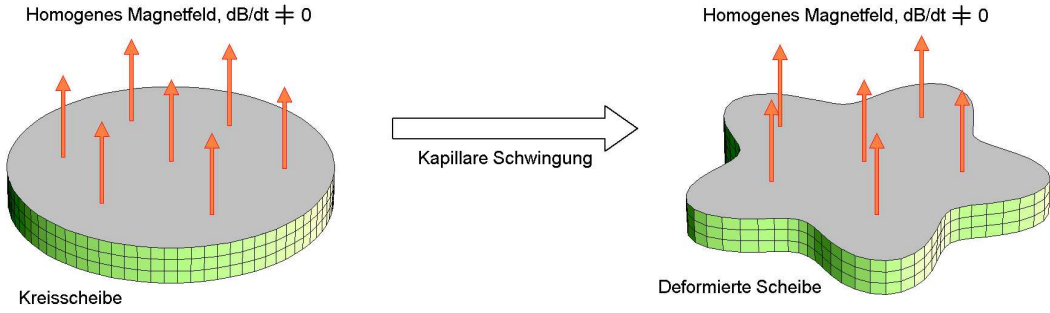 Homogenes Magnetfeld, dB/dt ≠ 0
Homogenes Magnetfeld, dB/dt ≠ 0
Kapillare Schwingung
Kreisscheibe
Deformierte Scheibe